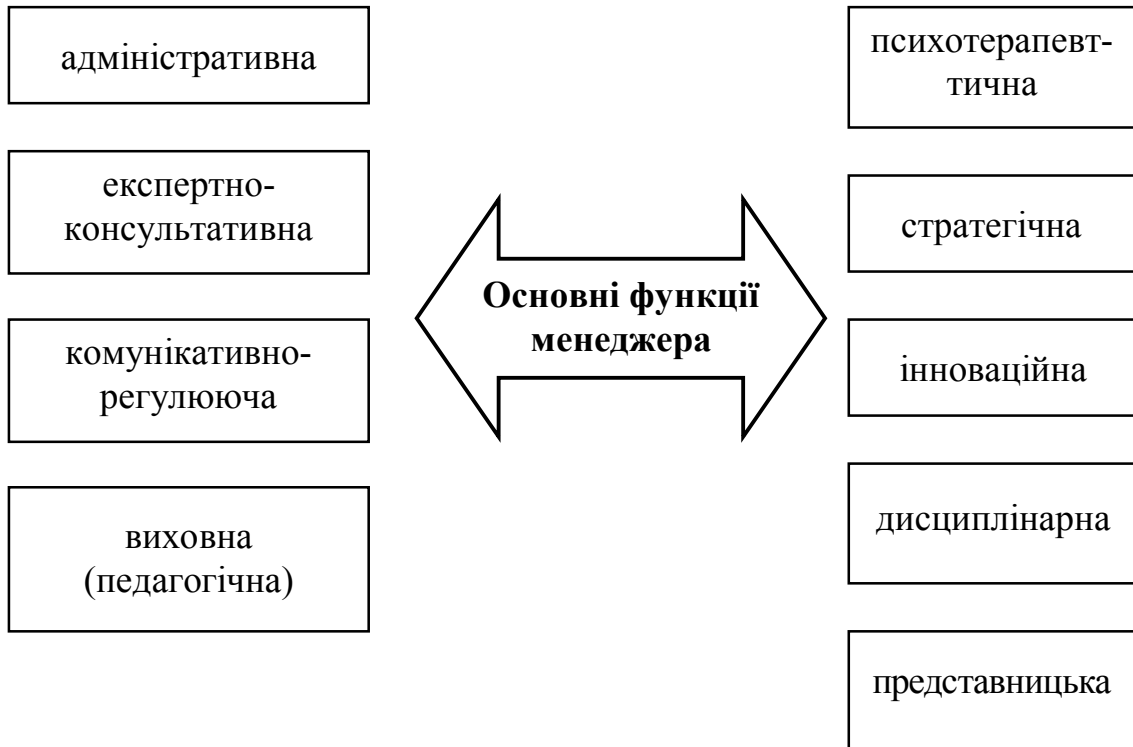 адміністративна
експертно-
консультативна
комунікативно-
регулююча
виховна
(педагогічна)
Основні функції
менеджера
психотерапевт-
тична
стратегічна
інноваційна
дисциплінарна
представницька